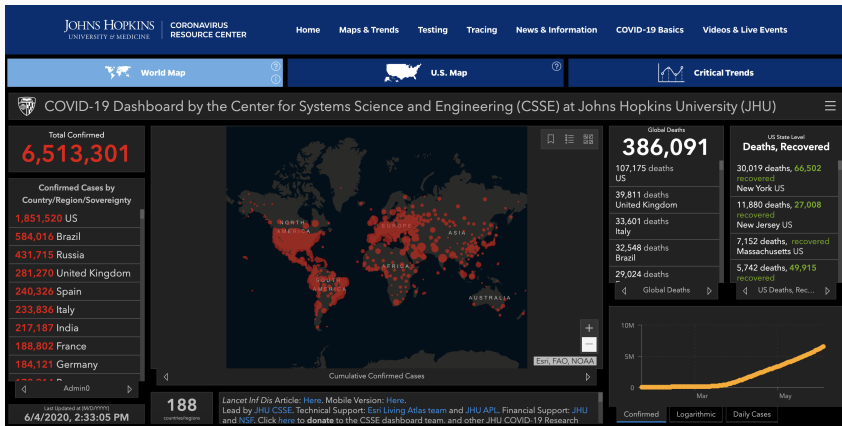 JOHNS HOPKINS
UNIVERSITY & MEDICINE
CORONAVIRUS
RESOURCE CENTER
Home
Maps & Trends
Testing
Tracing
News & Information
COVID-19 Basics
Videos & Live Events
World Map
U.S. Map
Critical Trends
COVID-19 Dashboard by the Center for Systems Science and Engineering (CSSE) at Johns Hopkins University (JHU)
Total Confirmed
6,513,301
Confirmed Cases by
Country/Region/Sovereignty
1,851,520 US
584,016 Brazil
431,715 Russia
281,270 United Kingdom
240,326 Spain
233,836 Italy
217,187 India
188,802 France
184,121 Germany
Admin0
Last Updated at (M/D/YYYY)
6/4/2020, 2:33:05 PM
NORTH
AMERICA
EUROPE
ASIA
AFRICA
SOUTH
AMERICA
AUSTRALIA
+
−
Esri, FAO, NOAA
Cumulative Confirmed Cases
188
countries/regions
Lancet Inf Dis Article: Here. Mobile Version: Here.
Lead by JHU CSSE. Technical Support: Esri Living Atlas team and JHU APL. Financial Support: JHU
and NSF. Click here to donate to the CSSE dashboard team, and other JHU COVID-19 Research
Global Deaths
386,091
107,175 deaths
US
39,811 deaths
United Kingdom
33,601 deaths
Italy
32,548 deaths
Brazil
29,024 deaths
Global Deaths
US State Level
Deaths, Recovered
30,019 deaths, 66,502
recovered
New York US
11,880 deaths, 27,008
recovered
New Jersey US
7,152 deaths, recovered
Massachusetts US
5,742 deaths, 49,915
recovered
US Deaths, Rec...
10M
5M
0
Mar
May
Confirmed
Logarithmic
Daily Cases